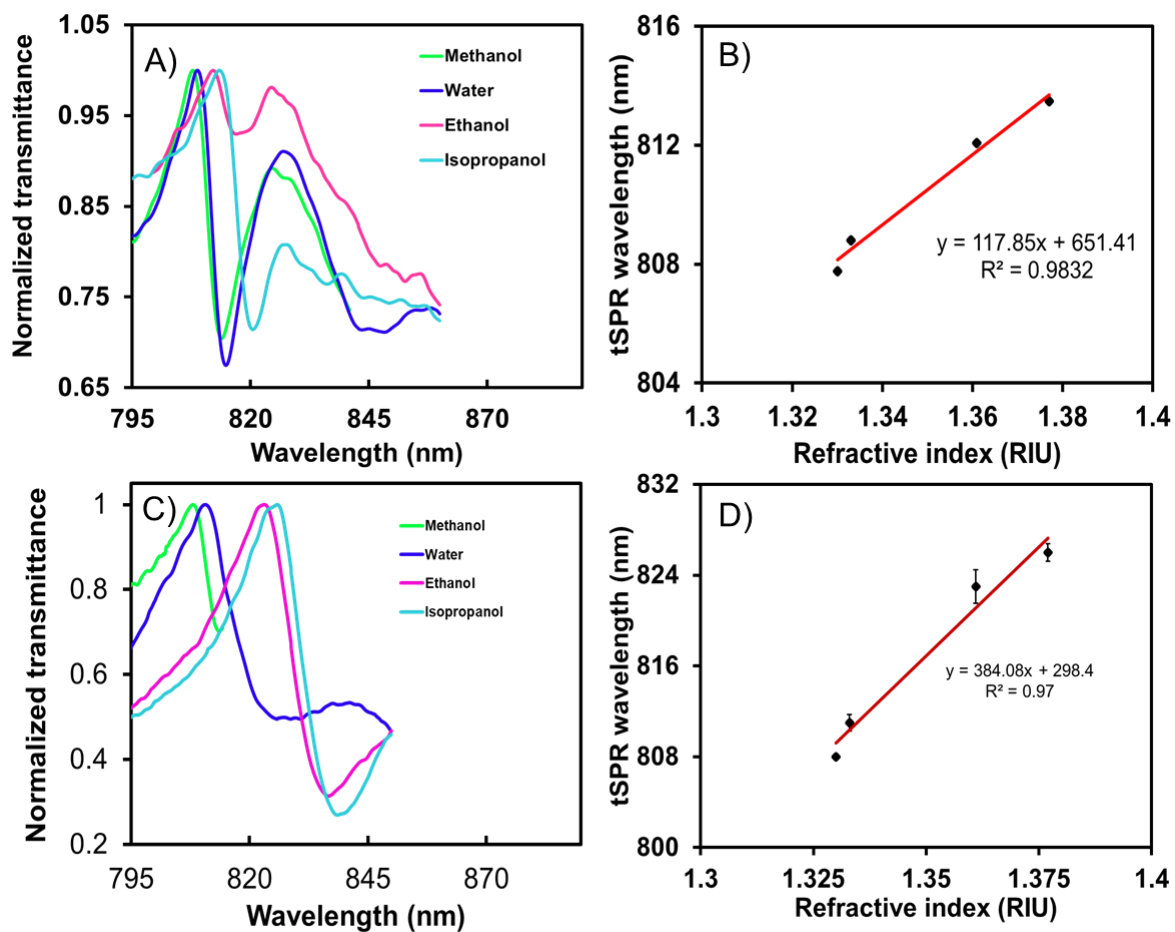 A)
Normalized transmittance
1.05
0.95
0.85
0.75
0.65
Methanol
Water
Ethanol
Isopropanol
795
820
845
870
Wavelength (nm)
B)
tSPR wavelength (nm)
816
812
808
804
y = 117.85x + 651.41
R² = 0.9832
1.3
1.32
1.34
1.36
1.38
1.4
Refractive index (RIU)
C)
Normalized transmittance
1
0.8
0.6
0.4
0.2
Methanol
Water
Ethanol
Isopropanol
795
820
845
870
Wavelength (nm)
D)
tSPR wavelength (nm)
832
824
816
808
800
y = 384.08x + 298.4
R² = 0.97
1.3
1.325
1.35
1.375
1.4
Refractive index (RIU)